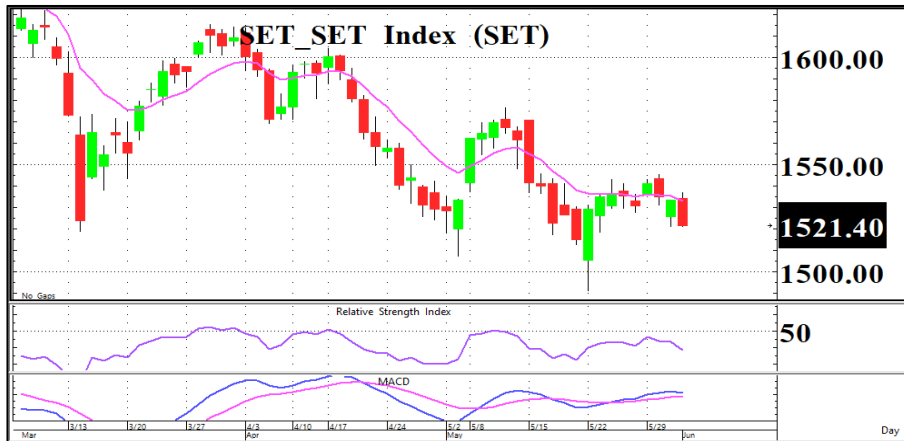 SET_SET Index (SET)
1600.00
1550.00
1521.40
1500.00
No Gaps
Relative Strength Index
50
MACD
3/13 3/20 3/27 4/3 4/10 4/17 4/24 5/2 5/8 5/15 5/22 5/29
Mar Apr May Jun Day